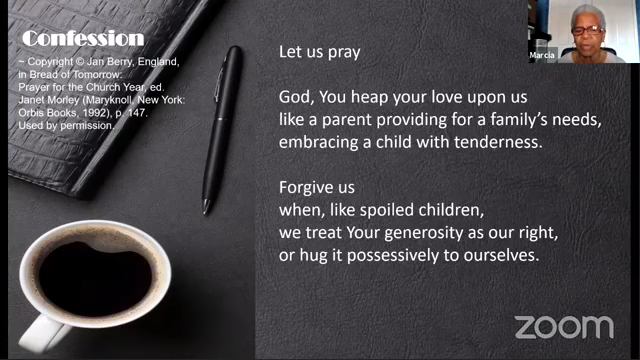 Confession
~ Copyright © Jan Berry, England,
in Bread of Tomorrow:
Prayer for the Church Year, ed.
Janet Morley (Maryknoll, New York:
Orbis Books, 1992), p. 147.
Used by permission.
Let us pray
God, You heap your love upon us
like a parent providing for a family’s needs,
embracing a child with tenderness.
Forgive us
when, like spoiled children,
we treat Your generosity as our right,
or hug it possessively to ourselves.
Marcia
zoom